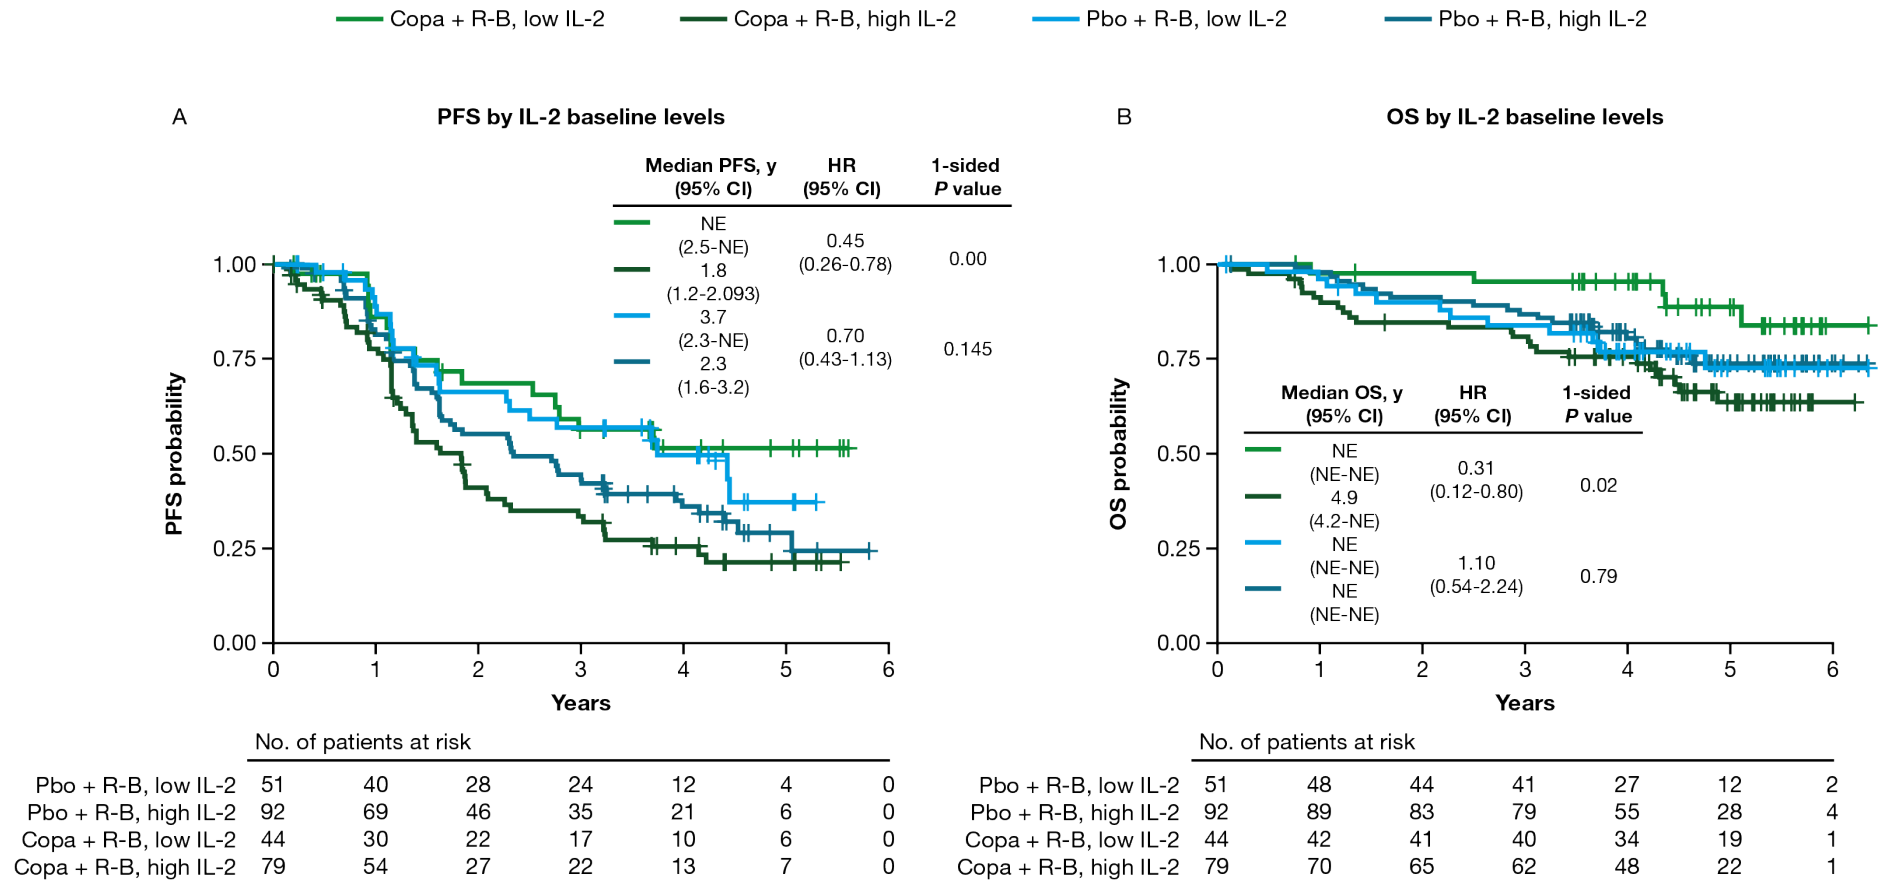 Copa + R-B, low IL-2 Copa + R-B, high IL-2 Pbo + R-B, low IL-2 Pbo + R-B, high IL-2
A PFS by IL-2 baseline levels
Median PFS, y HR 1-sided
(95% CI) (95% CI) P value
NE
(2.5-NE)
0.45
(0.26-0.78)
0.00
1.8
(1.2-2.093)
3.7
(2.3-NE)
0.70
(0.43-1.13)
0.145
2.3
(1.6-3.2)
PFS probability
1.00
0.75
0.50
0.25
0.00
0 1 2 3 4 5 6
Years
No. of patients at risk
Pbo + R-B, low IL-2 51 40 28 24 12 4 0
Pbo + R-B, high IL-2 92 69 46 35 21 6 0
Copa + R-B, low IL-2 44 30 22 17 10 6 0
Copa + R-B, high IL-2 79 54 27 22 13 7 0
B OS by IL-2 baseline levels
OS probability
1.00
0.75
0.50
0.25
0.00
Median OS, y HR 1-sided
(95% CI) (95% CI) P value
NE
(NE-NE)
0.31
(0.12-0.80)
0.02
4.9
(4.2-NE)
NE
(NE-NE)
1.10
(0.54-2.24)
0.79
NE
(NE-NE)
0 1 2 3 4 5 6
Years
No. of patients at risk
Pbo + R-B, low IL-2 51 48 44 41 27 12 2
Pbo + R-B, high IL-2 92 89 83 79 55 28 4
Copa + R-B, low IL-2 44 42 41 40 34 19 1
Copa + R-B, high IL-2 79 70 65 62 48 22 1